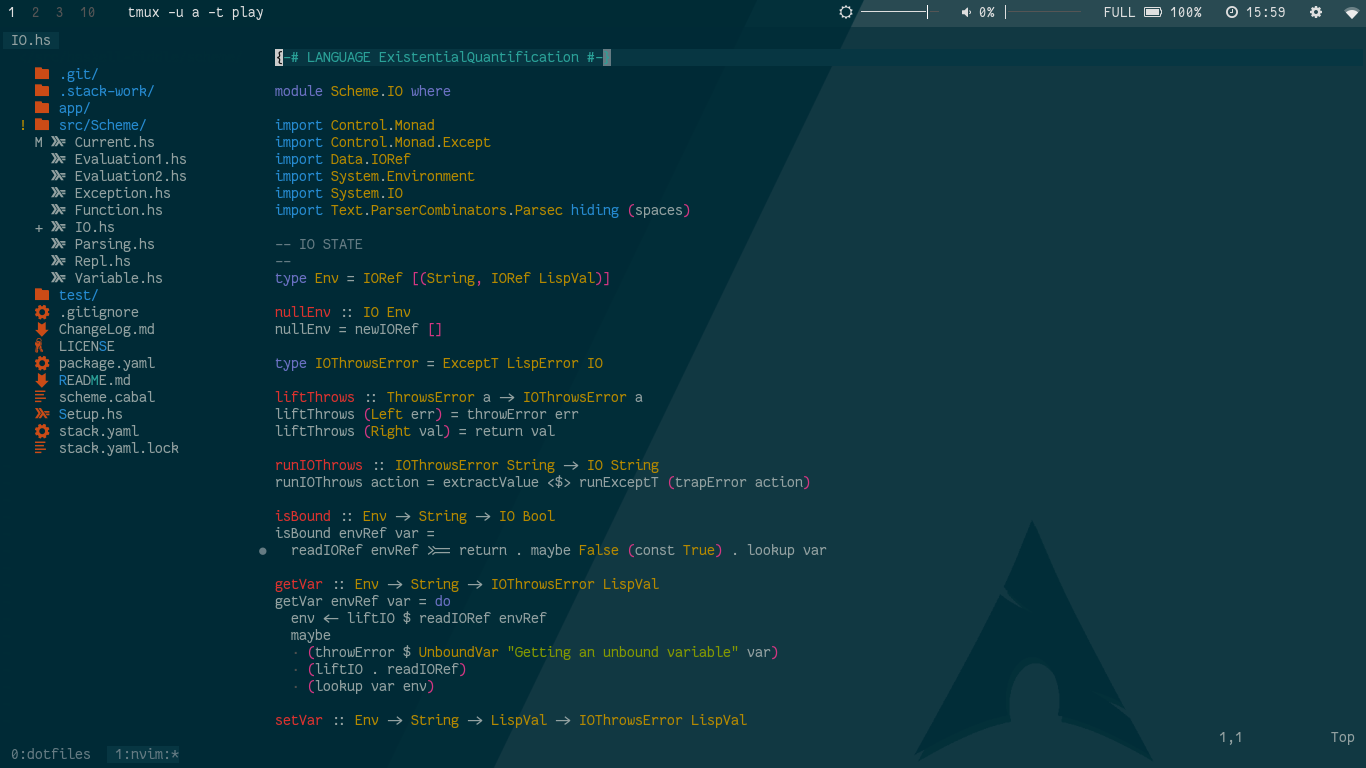 1 2 3 10 tmux -u a -t play 0% FULL 100% 15:59
IO.hs
{-# LANGUAGE ExistentialQuantification #-
.git/
.stack-work/
app/
! src/Scheme/
M Current.hs
Evaluation1.hs
Evaluation2.hs
Exception.hs
Function.hs
+ IO.hs
Parsing.hs
Repl.hs
Variable.hs
test/
.gitignore
ChangeLog.md
LICENSE
package.yaml
README.md
scheme.cabal
Setup.hs
stack.yaml
stack.yaml.lock
module Scheme.IO where
import Control.Monad
import Control.Monad.Except
import Data.IORef
import System.Environment
import System.IO
import Text.ParserCombinators.Parsec hiding (spaces)
-- IO STATE
--
type Env = IORef [(String, IORef LispVal)]
nullEnv :: IO Env
nullEnv = newIORef []
type IOThrowsError = ExceptT LispError IO
liftThrows :: ThrowsError a -> IOThrowsError a
liftThrows (Left err) = throwError err
liftThrows (Right val) = return val
runIOThrows :: IOThrowsError String -> IO String
runIOThrows action = extractValue <$> runExceptT (trapError action)
isBound :: Env -> String -> IO Bool
isBound envRef var =
readIORef envRef >>= return . maybe False (const True) . lookup var
getVar :: Env -> String -> IOThrowsError LispVal
getVar envRef var = do
env <- liftIO $ readIORef envRef
maybe
· (throwError $ UnboundVar "Getting an unbound variable" var)
· (liftIO . readIORef)
· (lookup var env)
setVar :: Env -> String -> LispVal -> IOThrowsError LispVal
1,1 Top
0:dotfiles 1:nvim:*